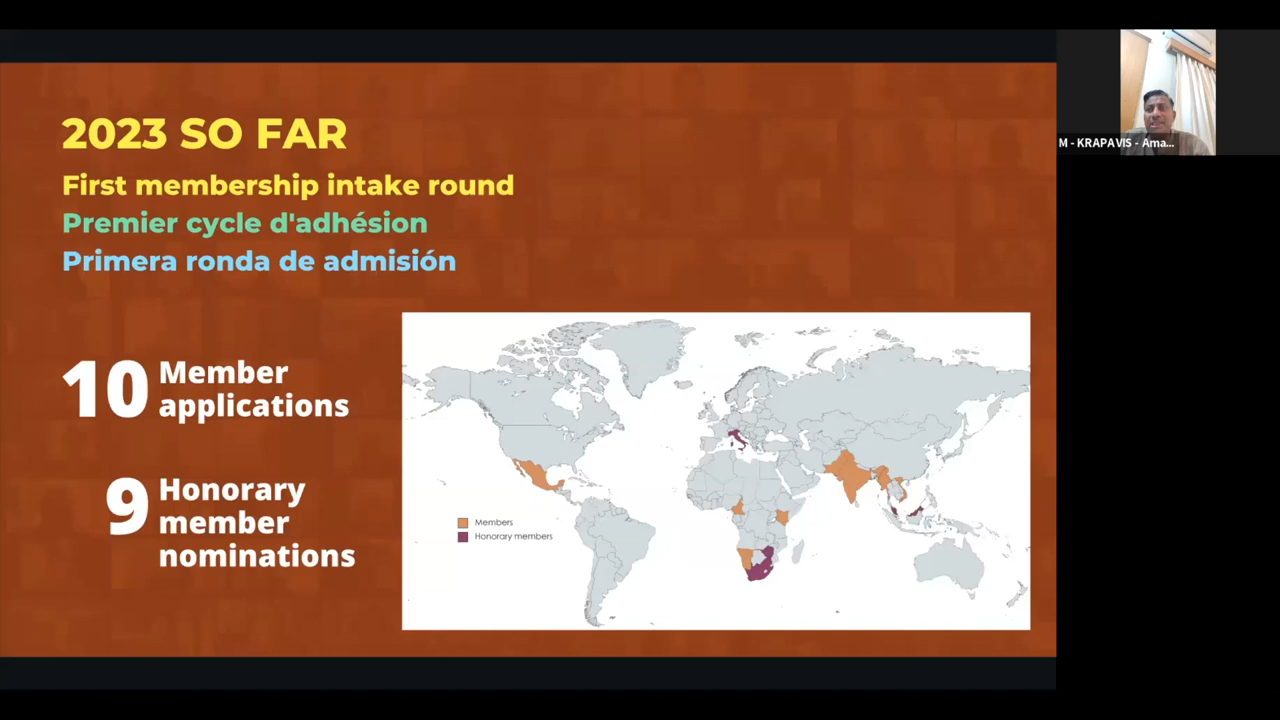 2023 SO FAR
First membership intake round
Premier cycle d'adhésion
Primera ronda de admisión
10 Member
applications
9 Honorary
member
nominations
Members
Honorary members
M - KRAPAVIS - Ama...